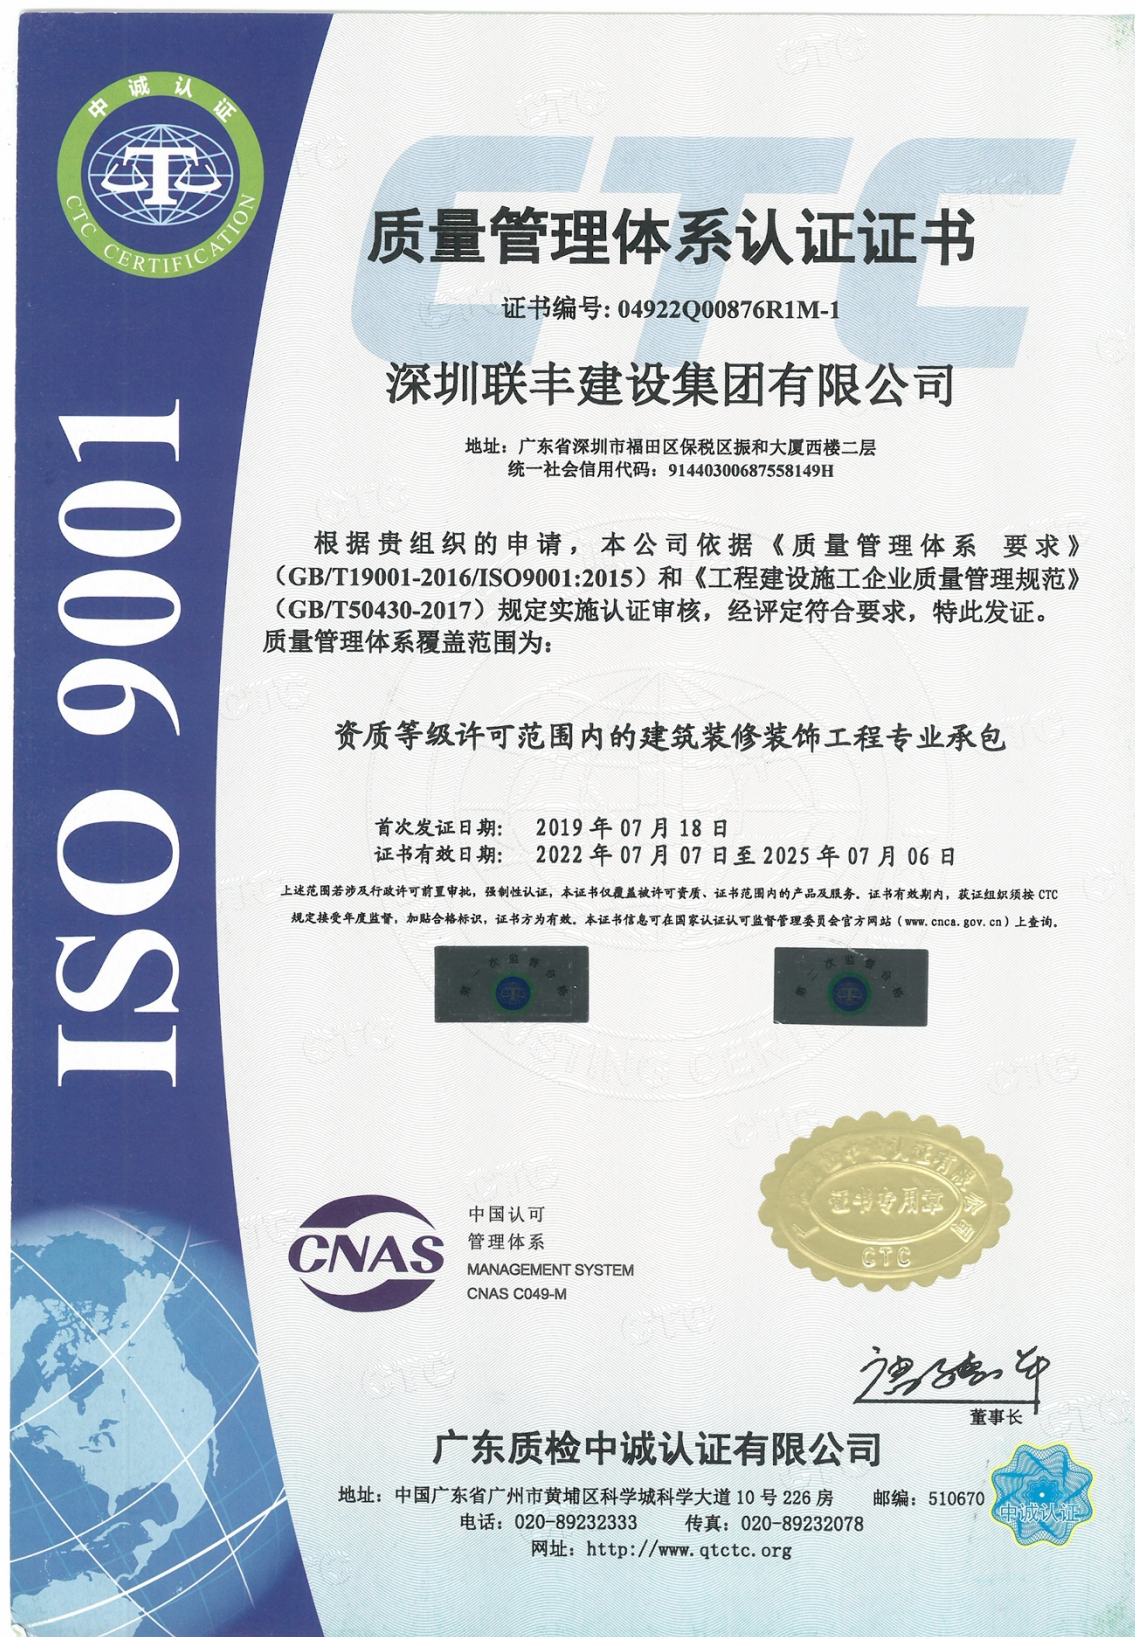 中诚认证
CTC CERTIFICATION
ISO 9001
CTC
质量管理体系认证证书
证书编号: 04922Q00876R1M-1
深圳联丰建设集团有限公司
地址：广东省深圳市福田区保税区振和大厦西楼二层
统一社会信用代码：91440300687558149H
根据贵组织的申请，本公司依据《质量管理体系 要求》
（GB/T19001-2016/ISO9001:2015）和《工程建设施工企业质量管理规范》
（GB/T50430-2017）规定实施认证审核，经评定符合要求，特此发证。
质量管理体系覆盖范围为:
资质等级许可范围内的建筑装修装饰工程专业承包
首次发证日期: 2019 年 07 月 18 日
证书有效日期: 2022 年 07 月 07 日至 2025 年 07 月 06 日
上述范围若涉及行政许可前置审批，强制性认证，本证书仅覆盖被许可资质、证书范围内的产品及服务。证书有效期内，获证组织须按 CTC
规定接受年度监督，加贴合格标识，证书方为有效。本证书信息可在国家认证认可监督管理委员会官方网站（www.cnca.gov.cn）上查询。
CNAS
中国认可
管理体系
MANAGEMENT SYSTEM
CNAS C049-M
证书专用章
CTC
董事长
广东质检中诚认证有限公司
地址：中国广东省广州市黄埔区科学城科学大道 10 号 226 房 邮编：510670
电话：020-89232333 传真：020-89232078
网址：http://www.qtctc.org
中诚认证